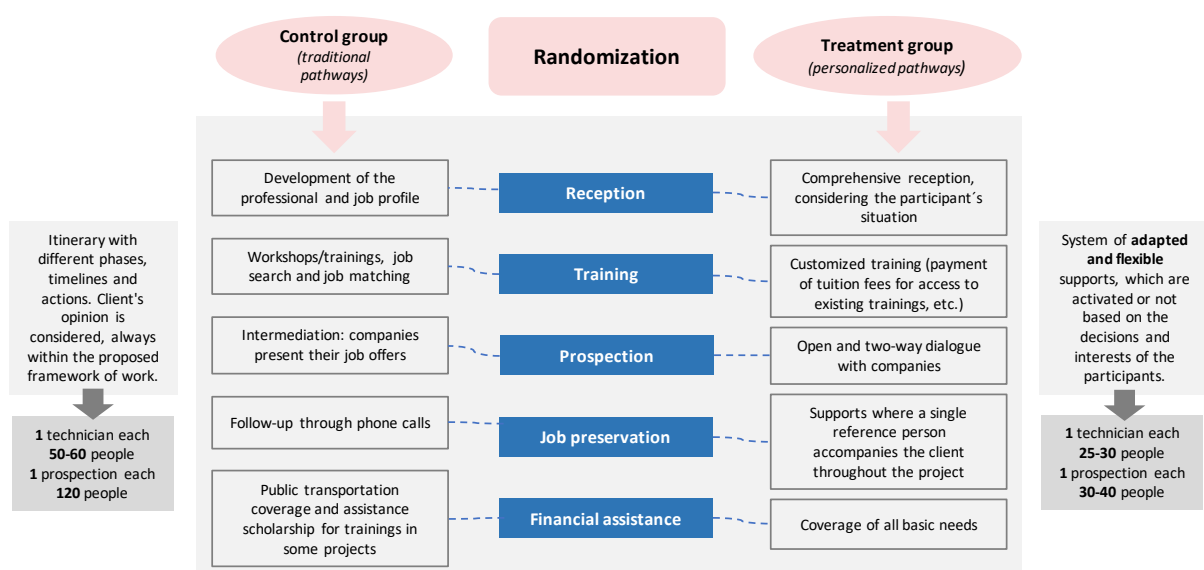 Control group
(traditional
pathways)
Randomization
Treatment group
(personalized pathways)
Development of the
professional and job profile
Reception
Comprehensive reception,
considering the participant´s
situation
Itinerary with
different phases,
timelines and
actions. Client's
opinion is
considered, always
within the proposed
framework of work.
Workshops/trainings, job
search and job matching
Training
Customized training (payment
of tuition fees for access to
existing trainings, etc.)
System of adapted
and flexible
supports, which are
activated or not
based on the
decisions and
interests of the
participants.
Intermediation: companies
present their job offers
Prospection
Open and two-way dialogue
with companies
Follow-up through phone calls
Job preservation
Supports where a single
reference person
accompanies the client
throughout the project
1 technician each
50-60 people
1 prospection each
120 people
1 technician each
25-30 people
1 prospection each
30-40 people
Public transportation
coverage and assistance
scholarship for trainings in
some projects
Financial assistance
Coverage of all basic needs